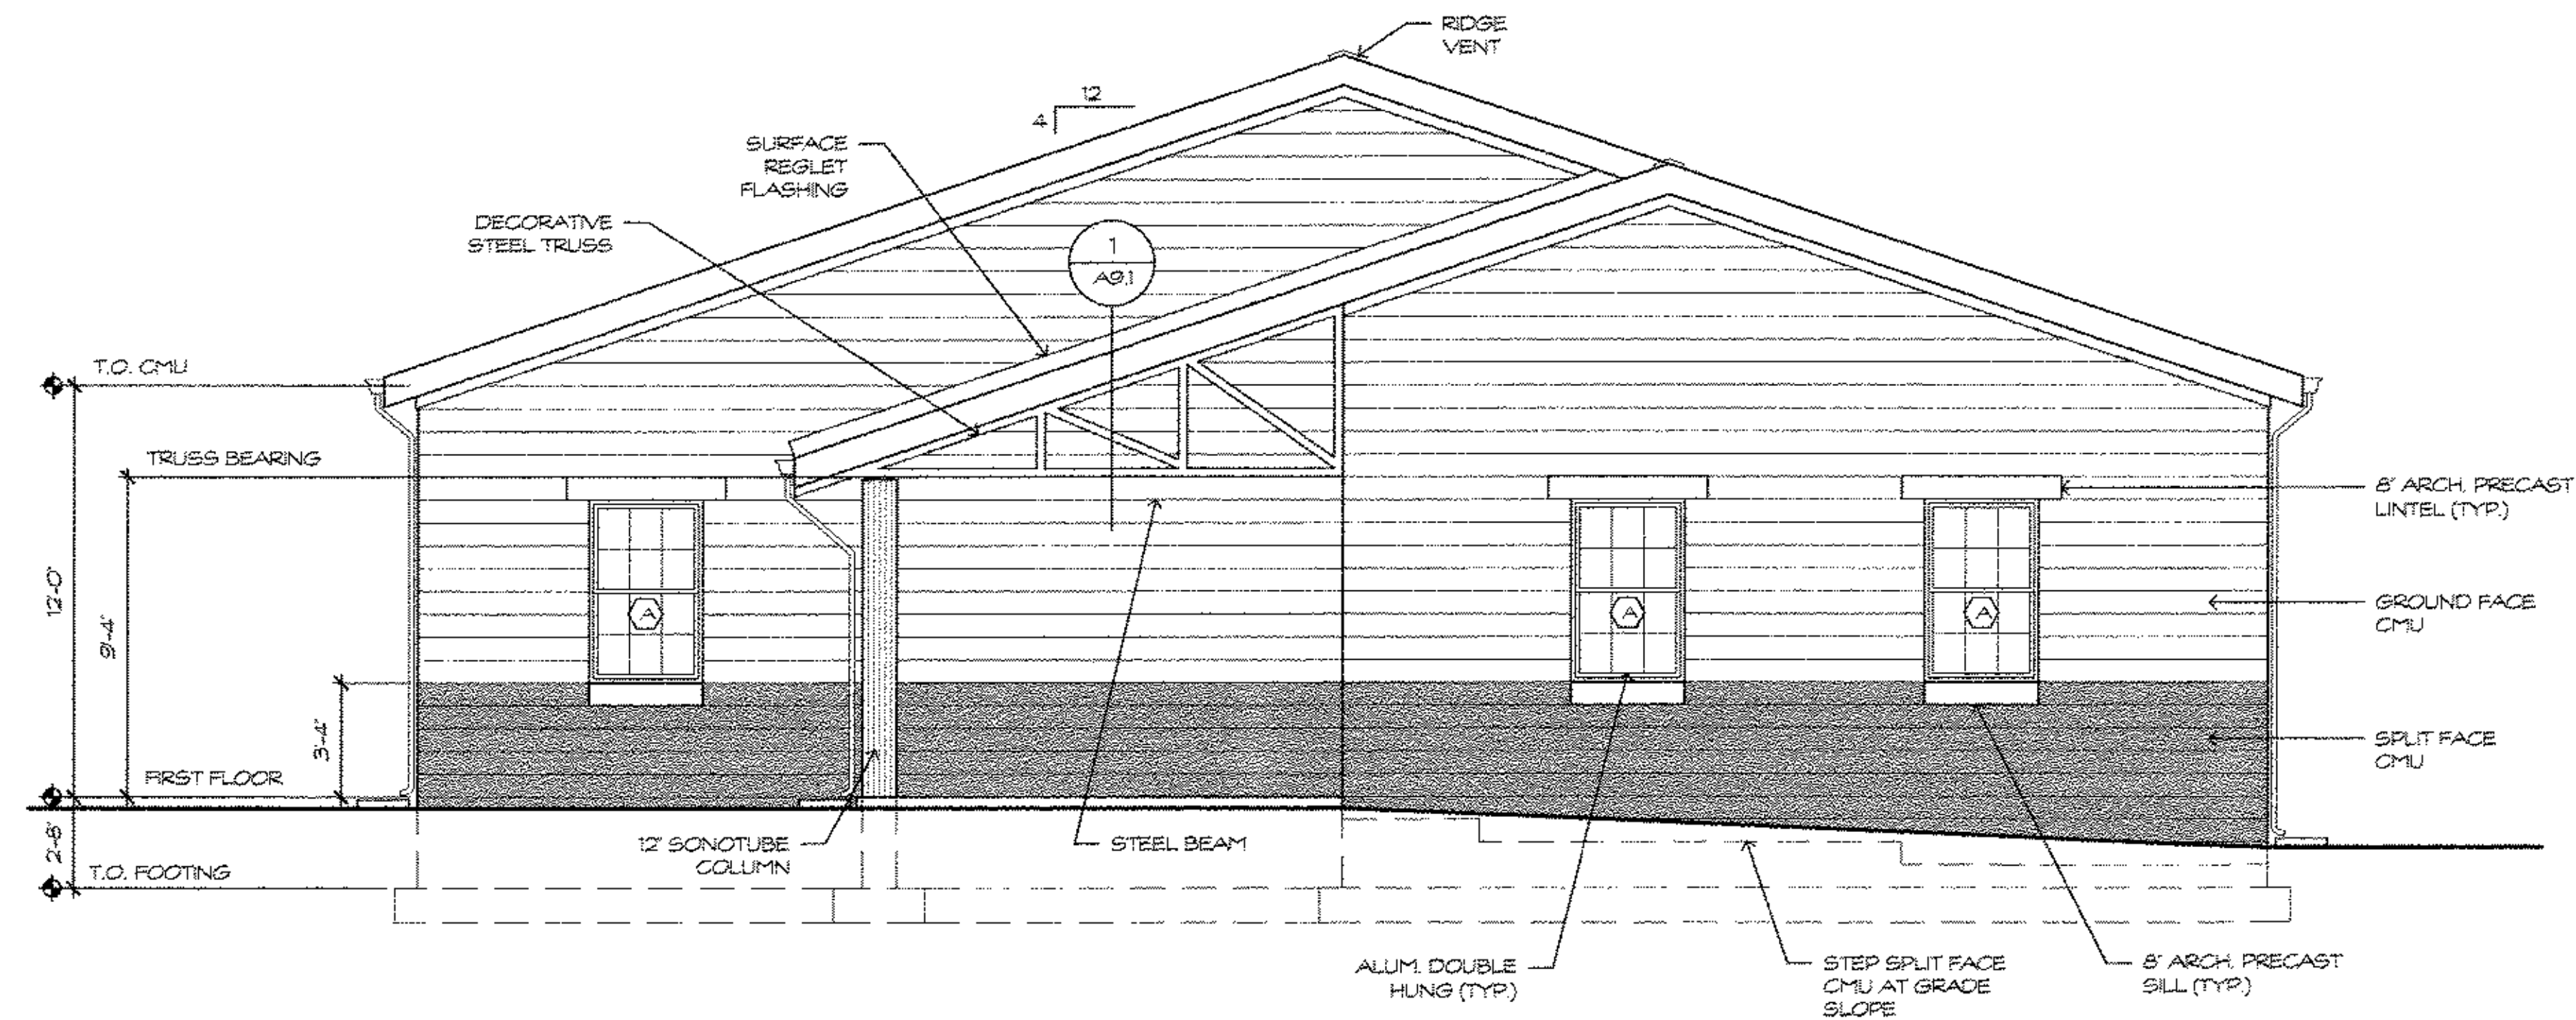 RIDGE
VENT
12
4
SURFACE
REGLET
FLASHING
DECORATIVE
STEEL TRUSS
1
A9.1
T.O. CMU
TRUSS BEARING
8" ARCH. PRECAST
LINTEL (TYP.)
12'-0"
9'-4"
A
A
A
GROUND FACE
CMU
3'-4"
SPLIT FACE
CMU
FIRST FLOOR
2'-8"
12" SONOTUBE
COLUMN
STEEL BEAM
T.O. FOOTING
ALUM. DOUBLE
HUNG (TYP.)
STEP SPLIT FACE
CMU AT GRADE
SLOPE
8" ARCH. PRECAST
SILL (TYP.)